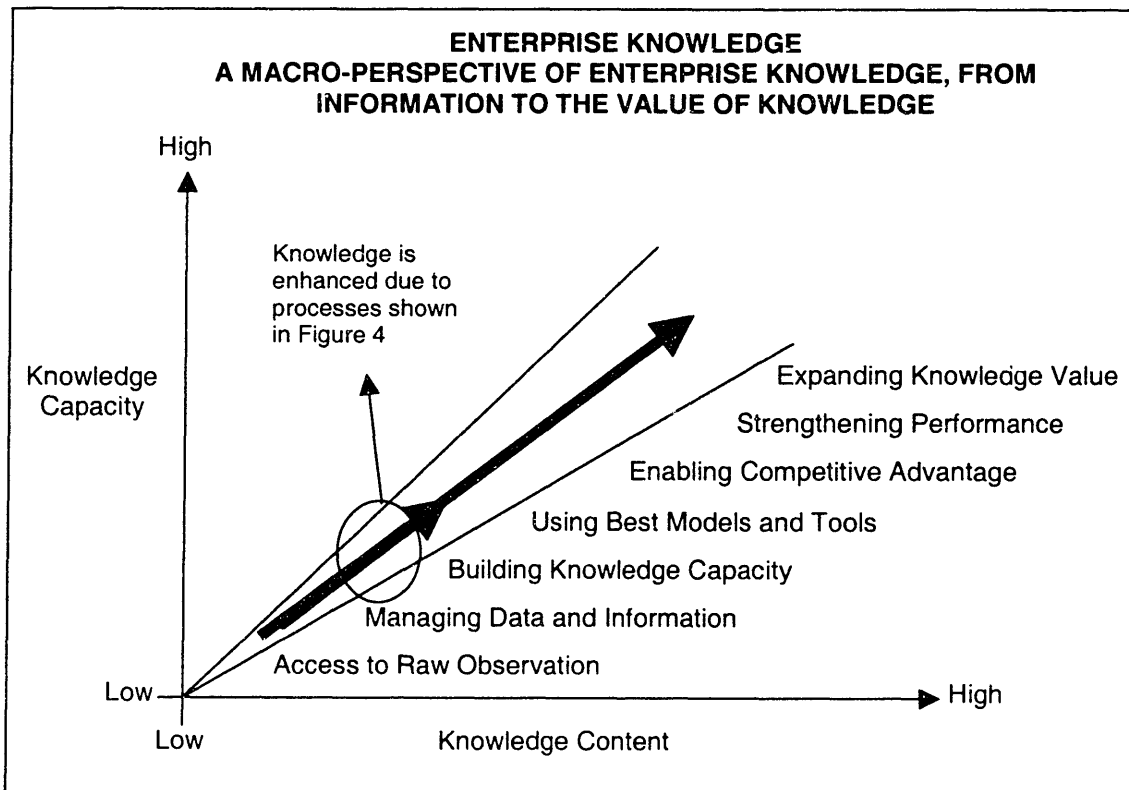 ENTERPRISE KNOWLEDGE
A MACRO-PERSPECTIVE OF ENTERPRISE KNOWLEDGE, FROM
INFORMATION TO THE VALUE OF KNOWLEDGE
High
Knowledge is
enhanced due to
processes shown
in Figure 4
Knowledge
Capacity
Expanding Knowledge Value
Strengthening Performance
Enabling Competitive Advantage
Using Best Models and Tools
Building Knowledge Capacity
Managing Data and Information
Access to Raw Observation
Low
High
Low
Knowledge Content